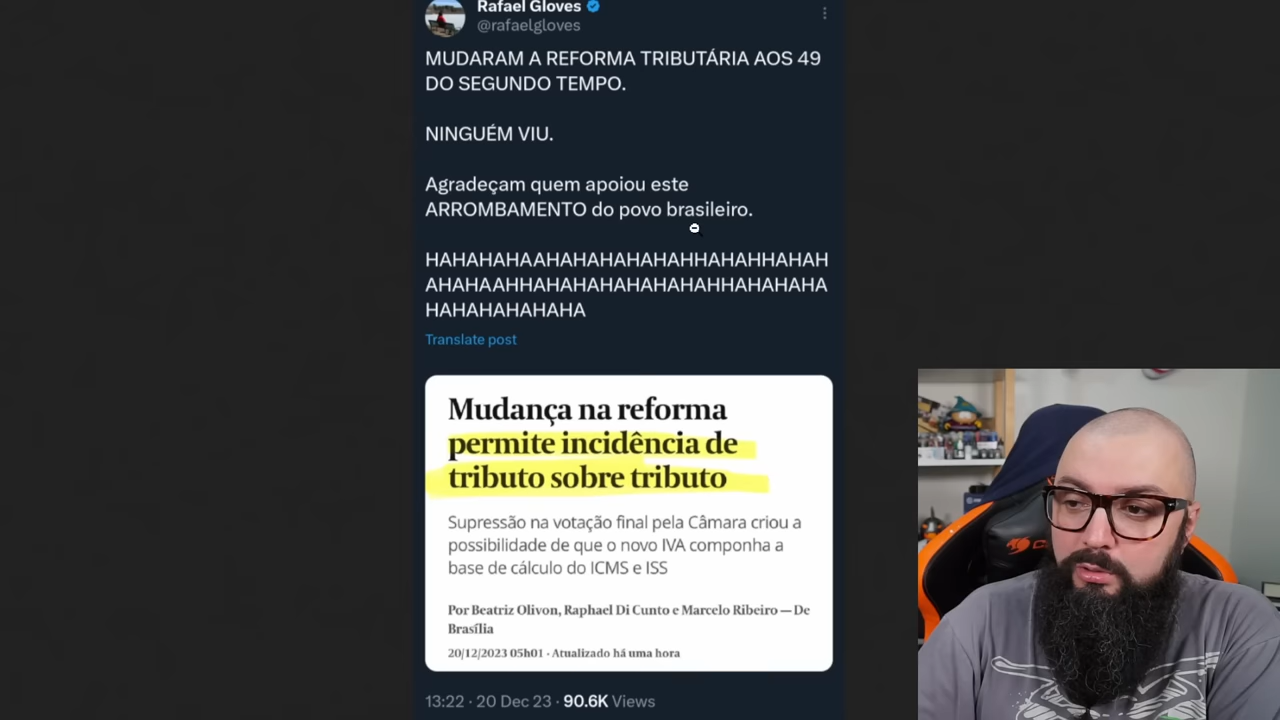 Rafael Gloves
@rafaelgloves
MUDARAM A REFORMA TRIBUTÁRIA AOS 49
DO SEGUNDO TEMPO.
NINGUÉM VIU.
Agradeçam quem apoiou este
ARROMBAMENTO do povo brasileiro.
HAHAHAHAAHAHAHAHAHAHHAHAHHAHAH
AHAHAAHHAHAHAHAHAHAHAHHAHAHAHA
HAHAHAHAHAHA
Translate post
Mudança na reforma
permite incidência de
tributo sobre tributo
Supressão na votação final pela Câmara criou a
possibilidade de que o novo IVA componha a
base de cálculo do ICMS e ISS
Por Beatriz Olivon, Raphael Di Cunto e Marcelo Ribeiro — De
Brasília
20/12/2023 05h01 · Atualizado há uma hora
13:22 · 20 Dec 23 · 90.6K Views